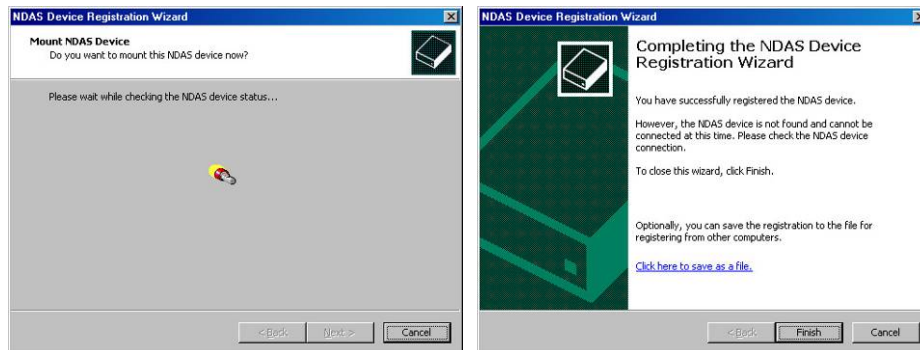 NDAS Device Registration Wizard
Mount NDAS Device
Do you want to mount this NDAS device now?
Please wait while checking the NDAS device status...
< Back
Next >
Cancel
NDAS Device Registration Wizard
Completing the NDAS Device
Registration Wizard
You have successfully registered the NDAS device.
However, the NDAS device is not found and cannot be
connected at this time. Please check the NDAS device
connection.
To close this wizard, click Finish.
Optionally, you can save the registration to the file for
registering from other computers.
Click here to save as a file.
< Back
Finish
Cancel